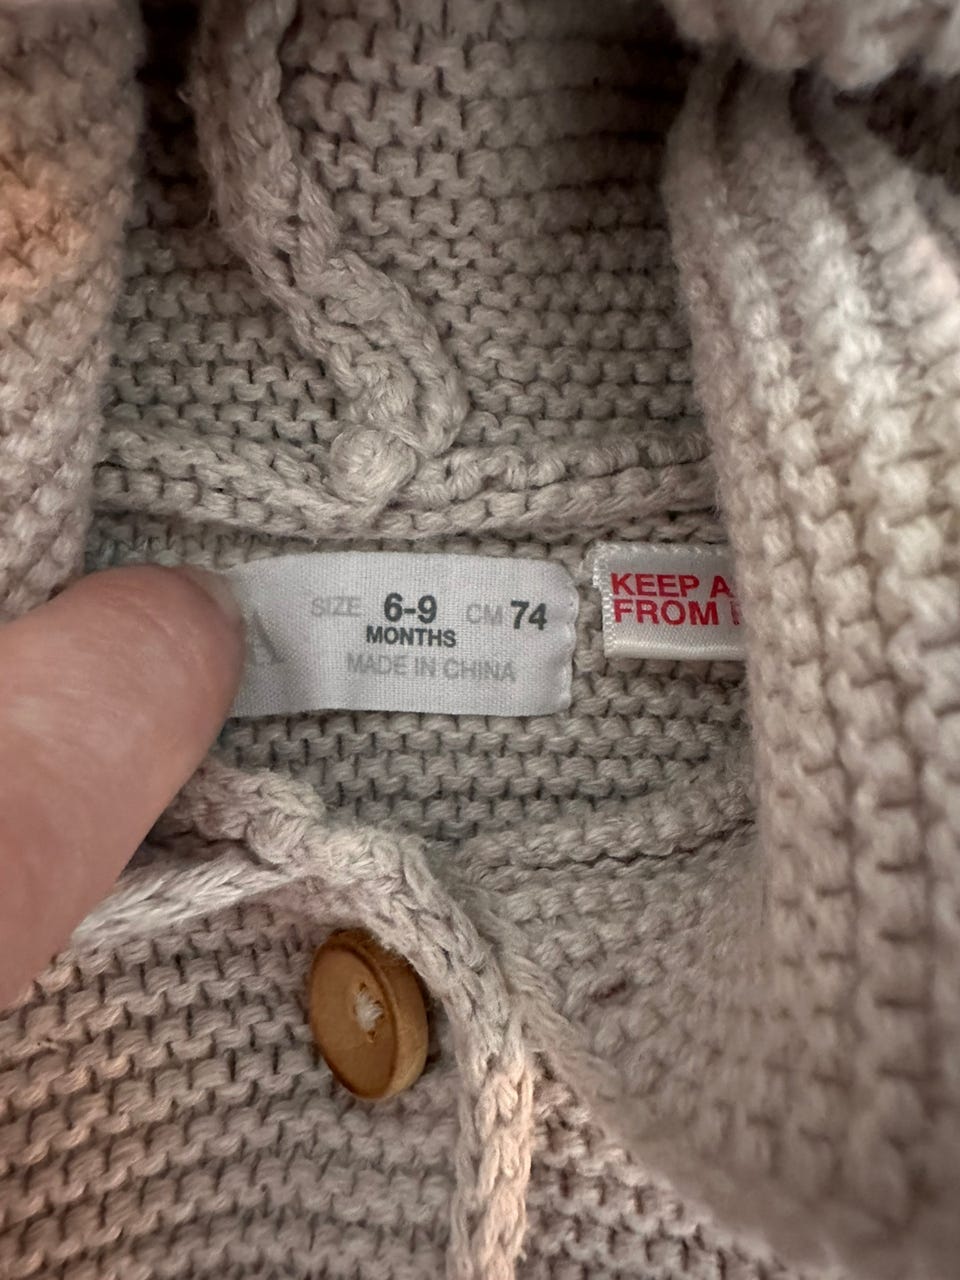 SIZE 6-9 CM 74
MONTHS
MADE IN CHINA
KEEP
FROM